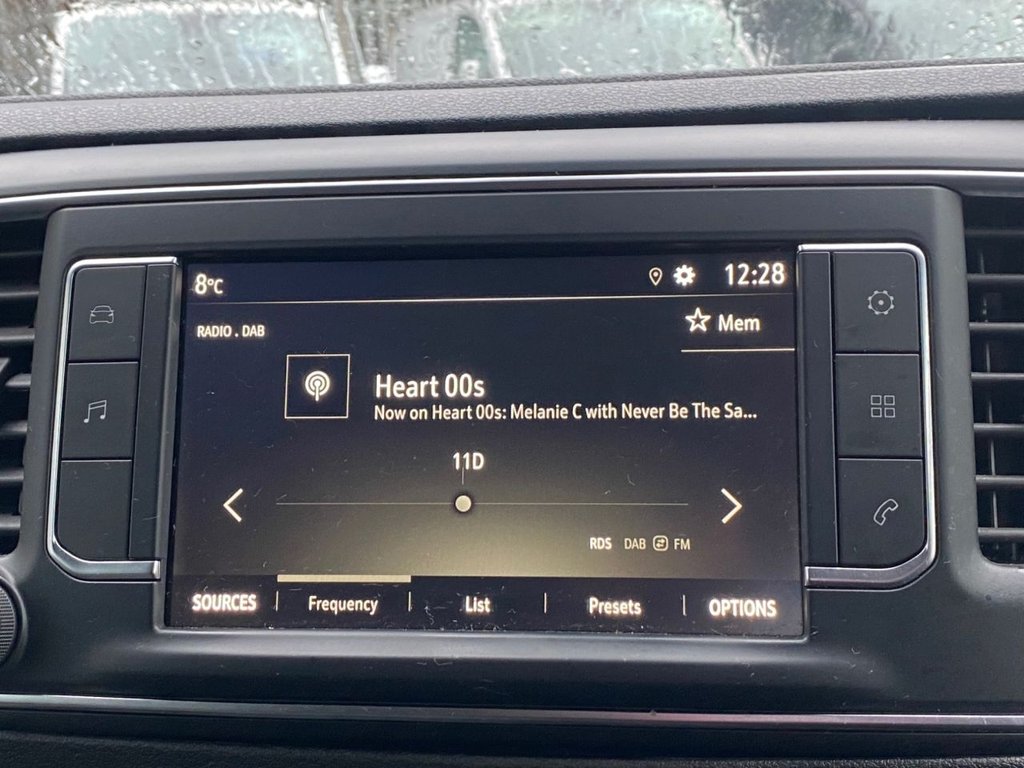 8°C 12:28
RADIO . DAB
Mem
Heart 00s
Now on Heart 00s: Melanie C with Never Be The Sa...
11D
RDS DAB FM
SOURCES Frequency List Presets OPTIONS